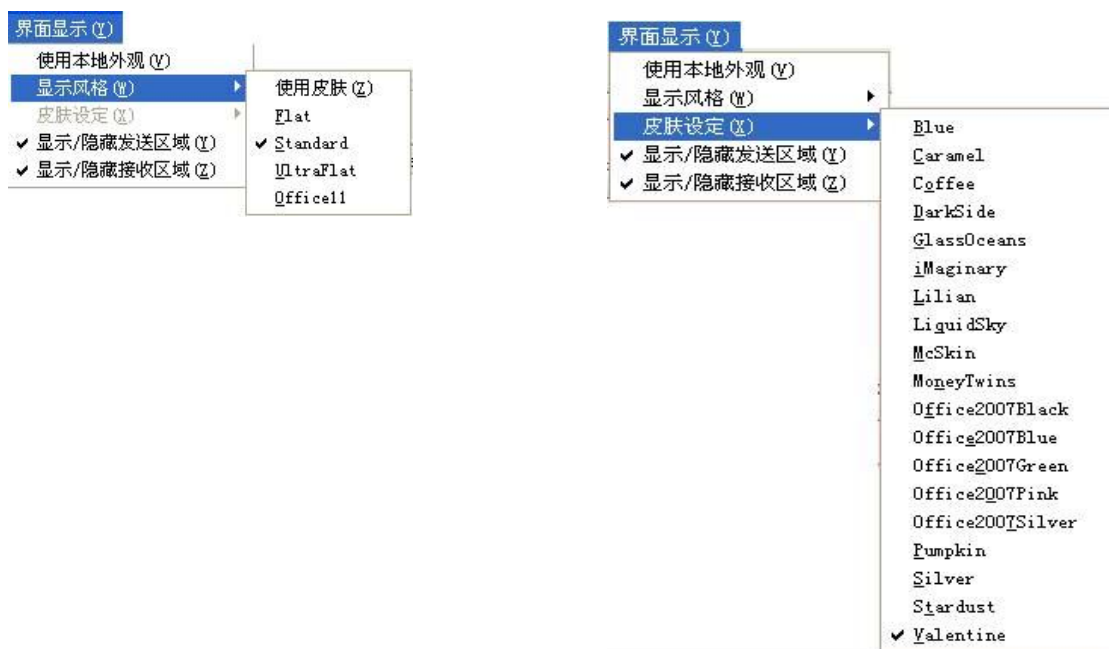 界面显示(Y)
使用本地外观(V)
显示风格(W)
皮肤设定(X)
显示/隐藏发送区域(Y)
显示/隐藏接收区域(Z)
使用皮肤(Z)
Flat
Standard
UltraFlat
Office11
界面显示(Y)
使用本地外观(V)
显示风格(W)
皮肤设定(X)
显示/隐藏发送区域(Y)
显示/隐藏接收区域(Z)
Blue
Caramel
Coffee
DarkSide
GlassOceans
iMaginary
Lilian
LiquidSky
McSkin
MoneyTwins
Office2007Black
Office2007Blue
Office2007Green
Office2007Pink
Office2007Silver
Pumpkin
Silver
Stardust
Valentine